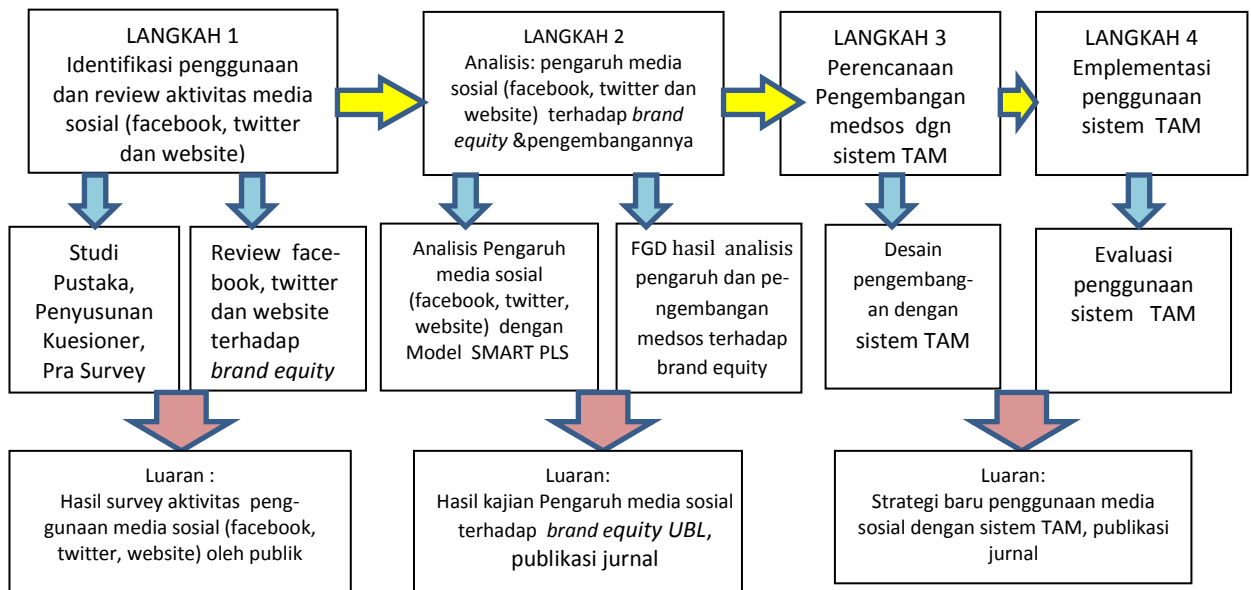 LANGKAH 1
Identifikasi penggunaan
dan review aktivitas media
sosial (facebook, twitter
dan website)
LANGKAH 2
Analisis: pengaruh media
sosial (facebook, twitter dan
website) terhadap brand
equity &pengembangannya
LANGKAH 3
Perencanaan
Pengembangan
medsos dgn
sistem TAM
LANGKAH 4
Emplementasi
penggunaan
sistem TAM
Studi
Pustaka,
Penyusunan
Kuesioner,
Pra Survey
Review face-
book, twitter
dan website
terhadap
brand equity
Analisis Pengaruh
media sosial
(facebook, twitter,
website) dengan
Model SMART PLS
FGD hasil analisis
pengaruh dan pe-
ngembangan
medsos terhadap
brand equity
Desain
pengembang-
an dengan
sistem TAM
Evaluasi
penggunaan
sistem TAM
Luaran :
Hasil survey aktivitas peng-
gunaan media sosial (facebook,
twitter, website) oleh publik
Luaran:
Hasil kajian Pengaruh media sosial
terhadap brand equity UBL,
publikasi jurnal
Luaran:
Strategi baru penggunaan media
sosial dengan sistem TAM, publikasi
jurnal